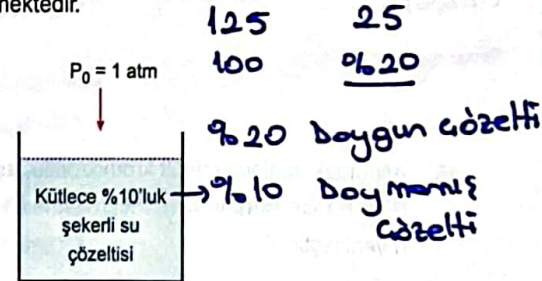 mektedir.
125 25
100 %20
P₀ = 1 atm
%20 Doygun çözelti
Kütlece %10'luk → %10 Doymamış
şekerli su çözelti
çözeltisi